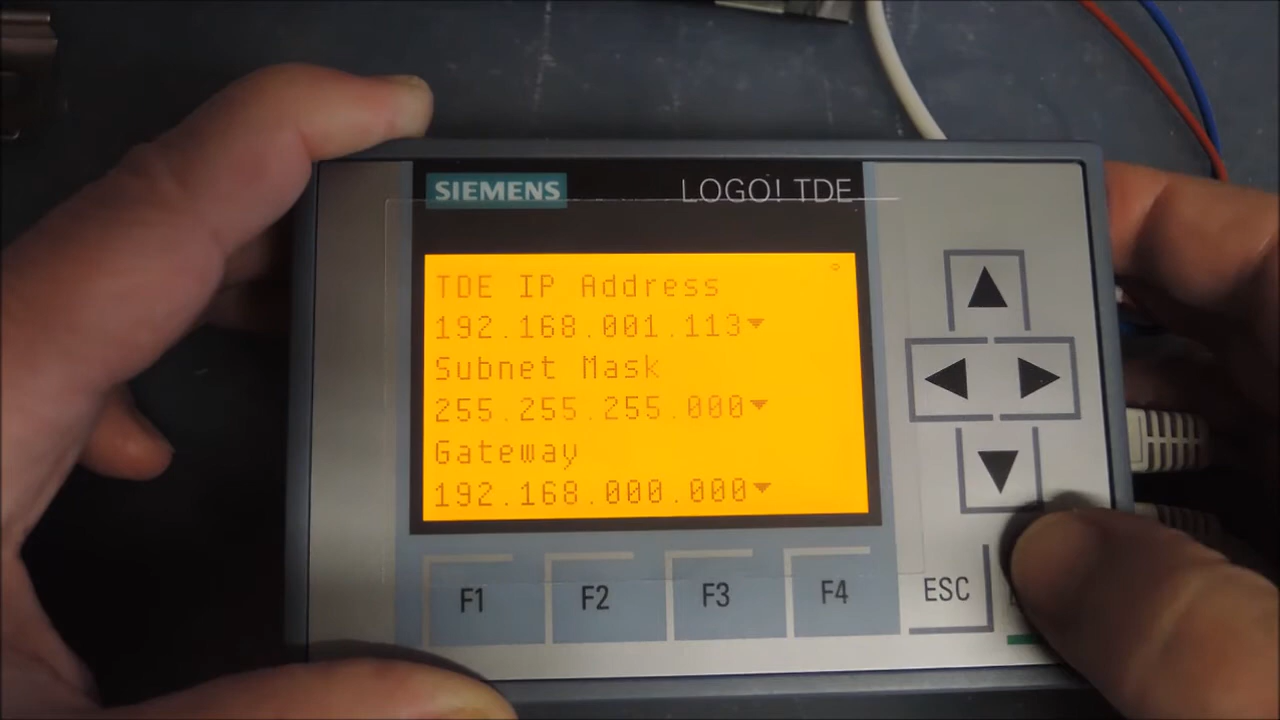 SIEMENS LOGO! TDE
TDE IP Address
192.168.001.113
Subnet Mask
255.255.255.000
Gateway
192.168.000.000
F1 F2 F3 F4 ESC